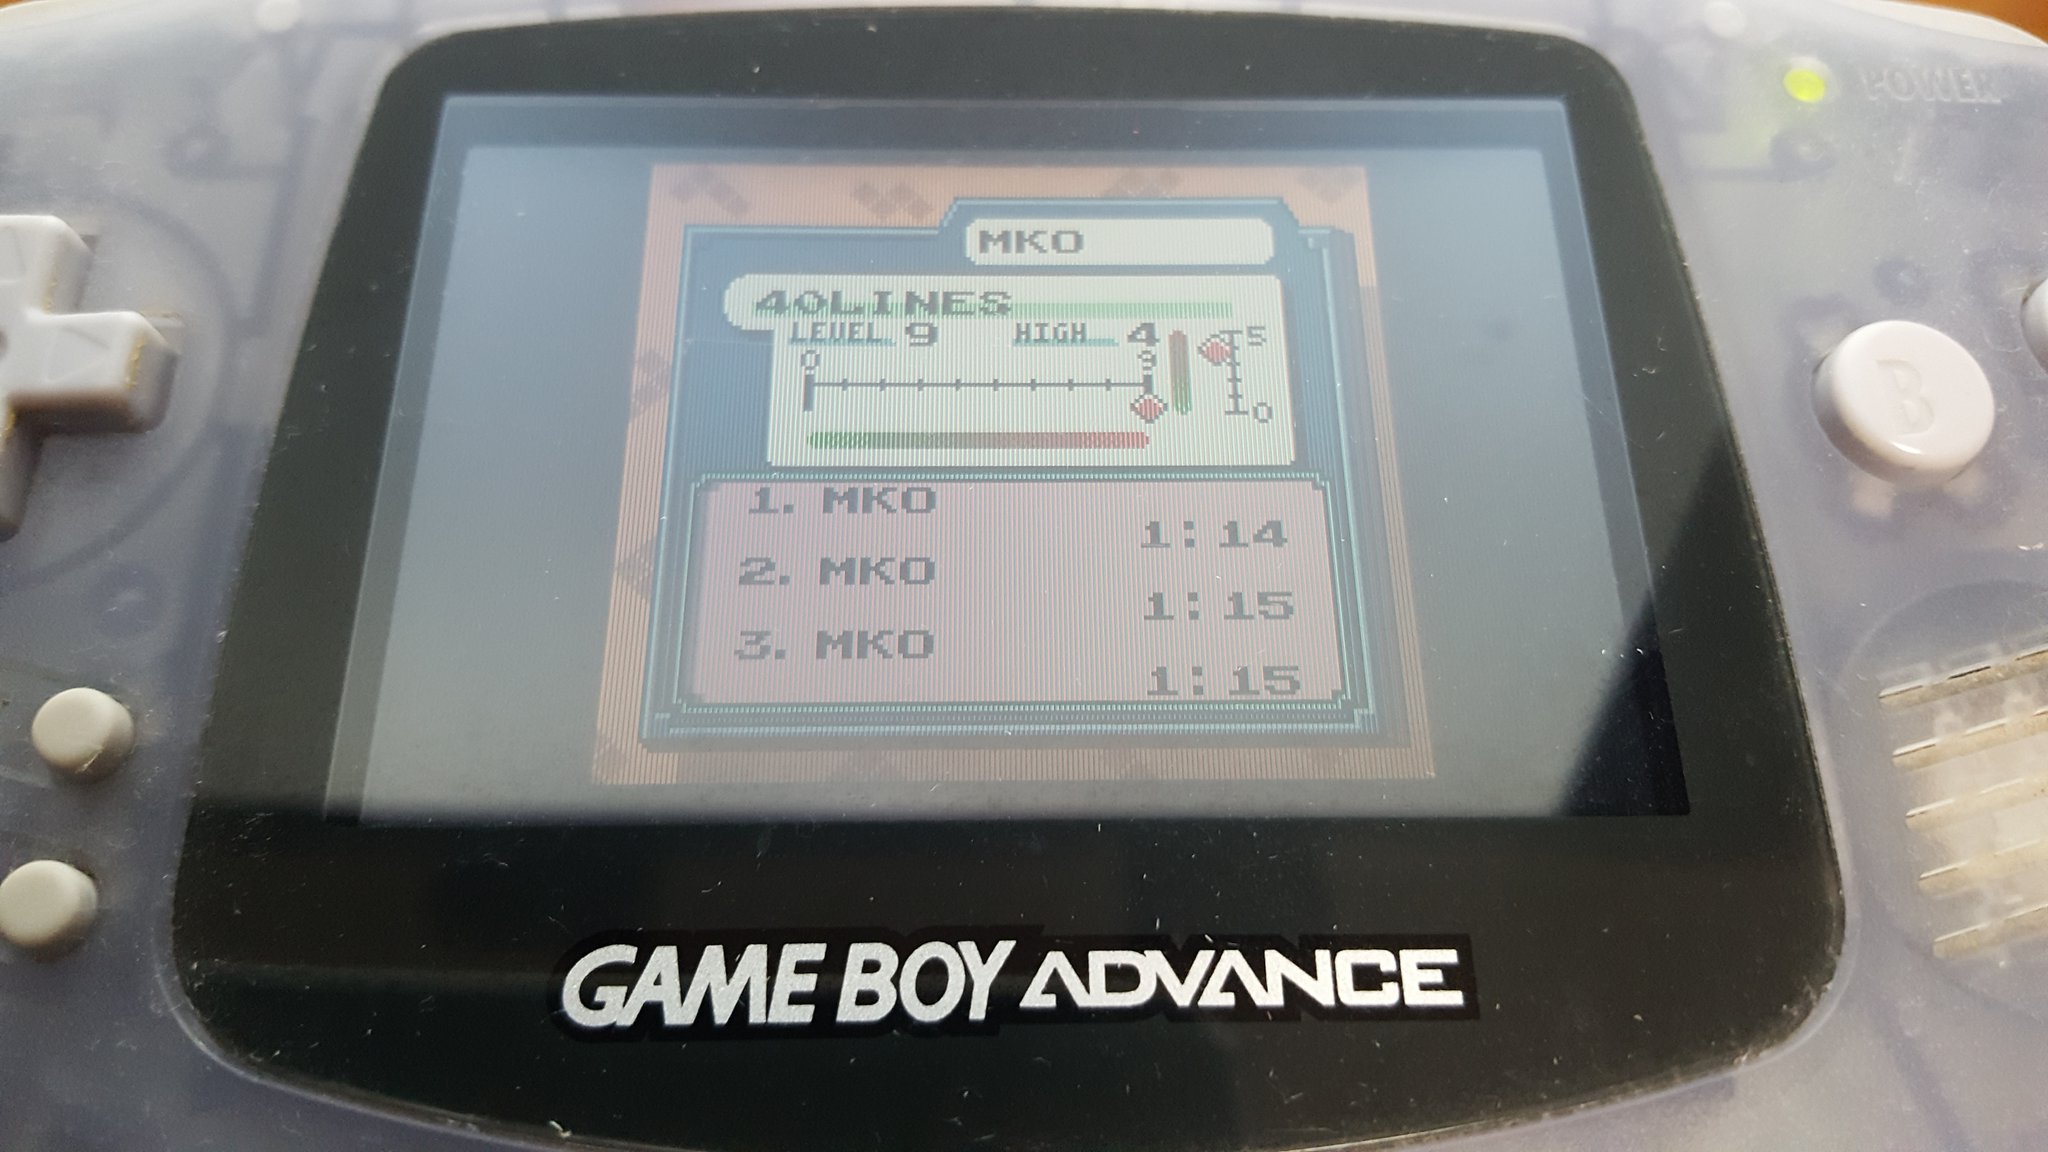 POWER
MKO
40LINES
LEVEL 9 HIGH 4
0 9 5
0
1. MKO
1:14
2. MKO
1:15
3. MKO
1:15
B
GAME BOY ADVANCE